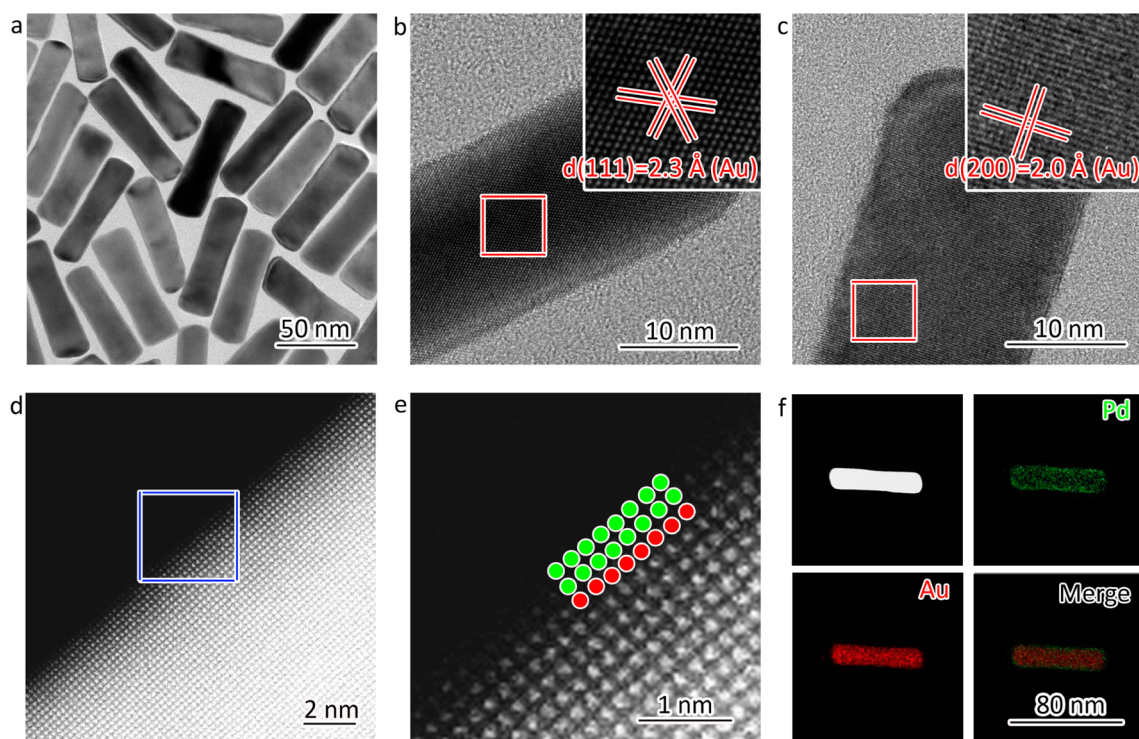 a
50 nm
b
d(111)=2.3 Å (Au)
10 nm
c
d(200)=2.0 Å (Au)
10 nm
d
2 nm
e
1 nm
f
Pd
Au
Merge
80 nm